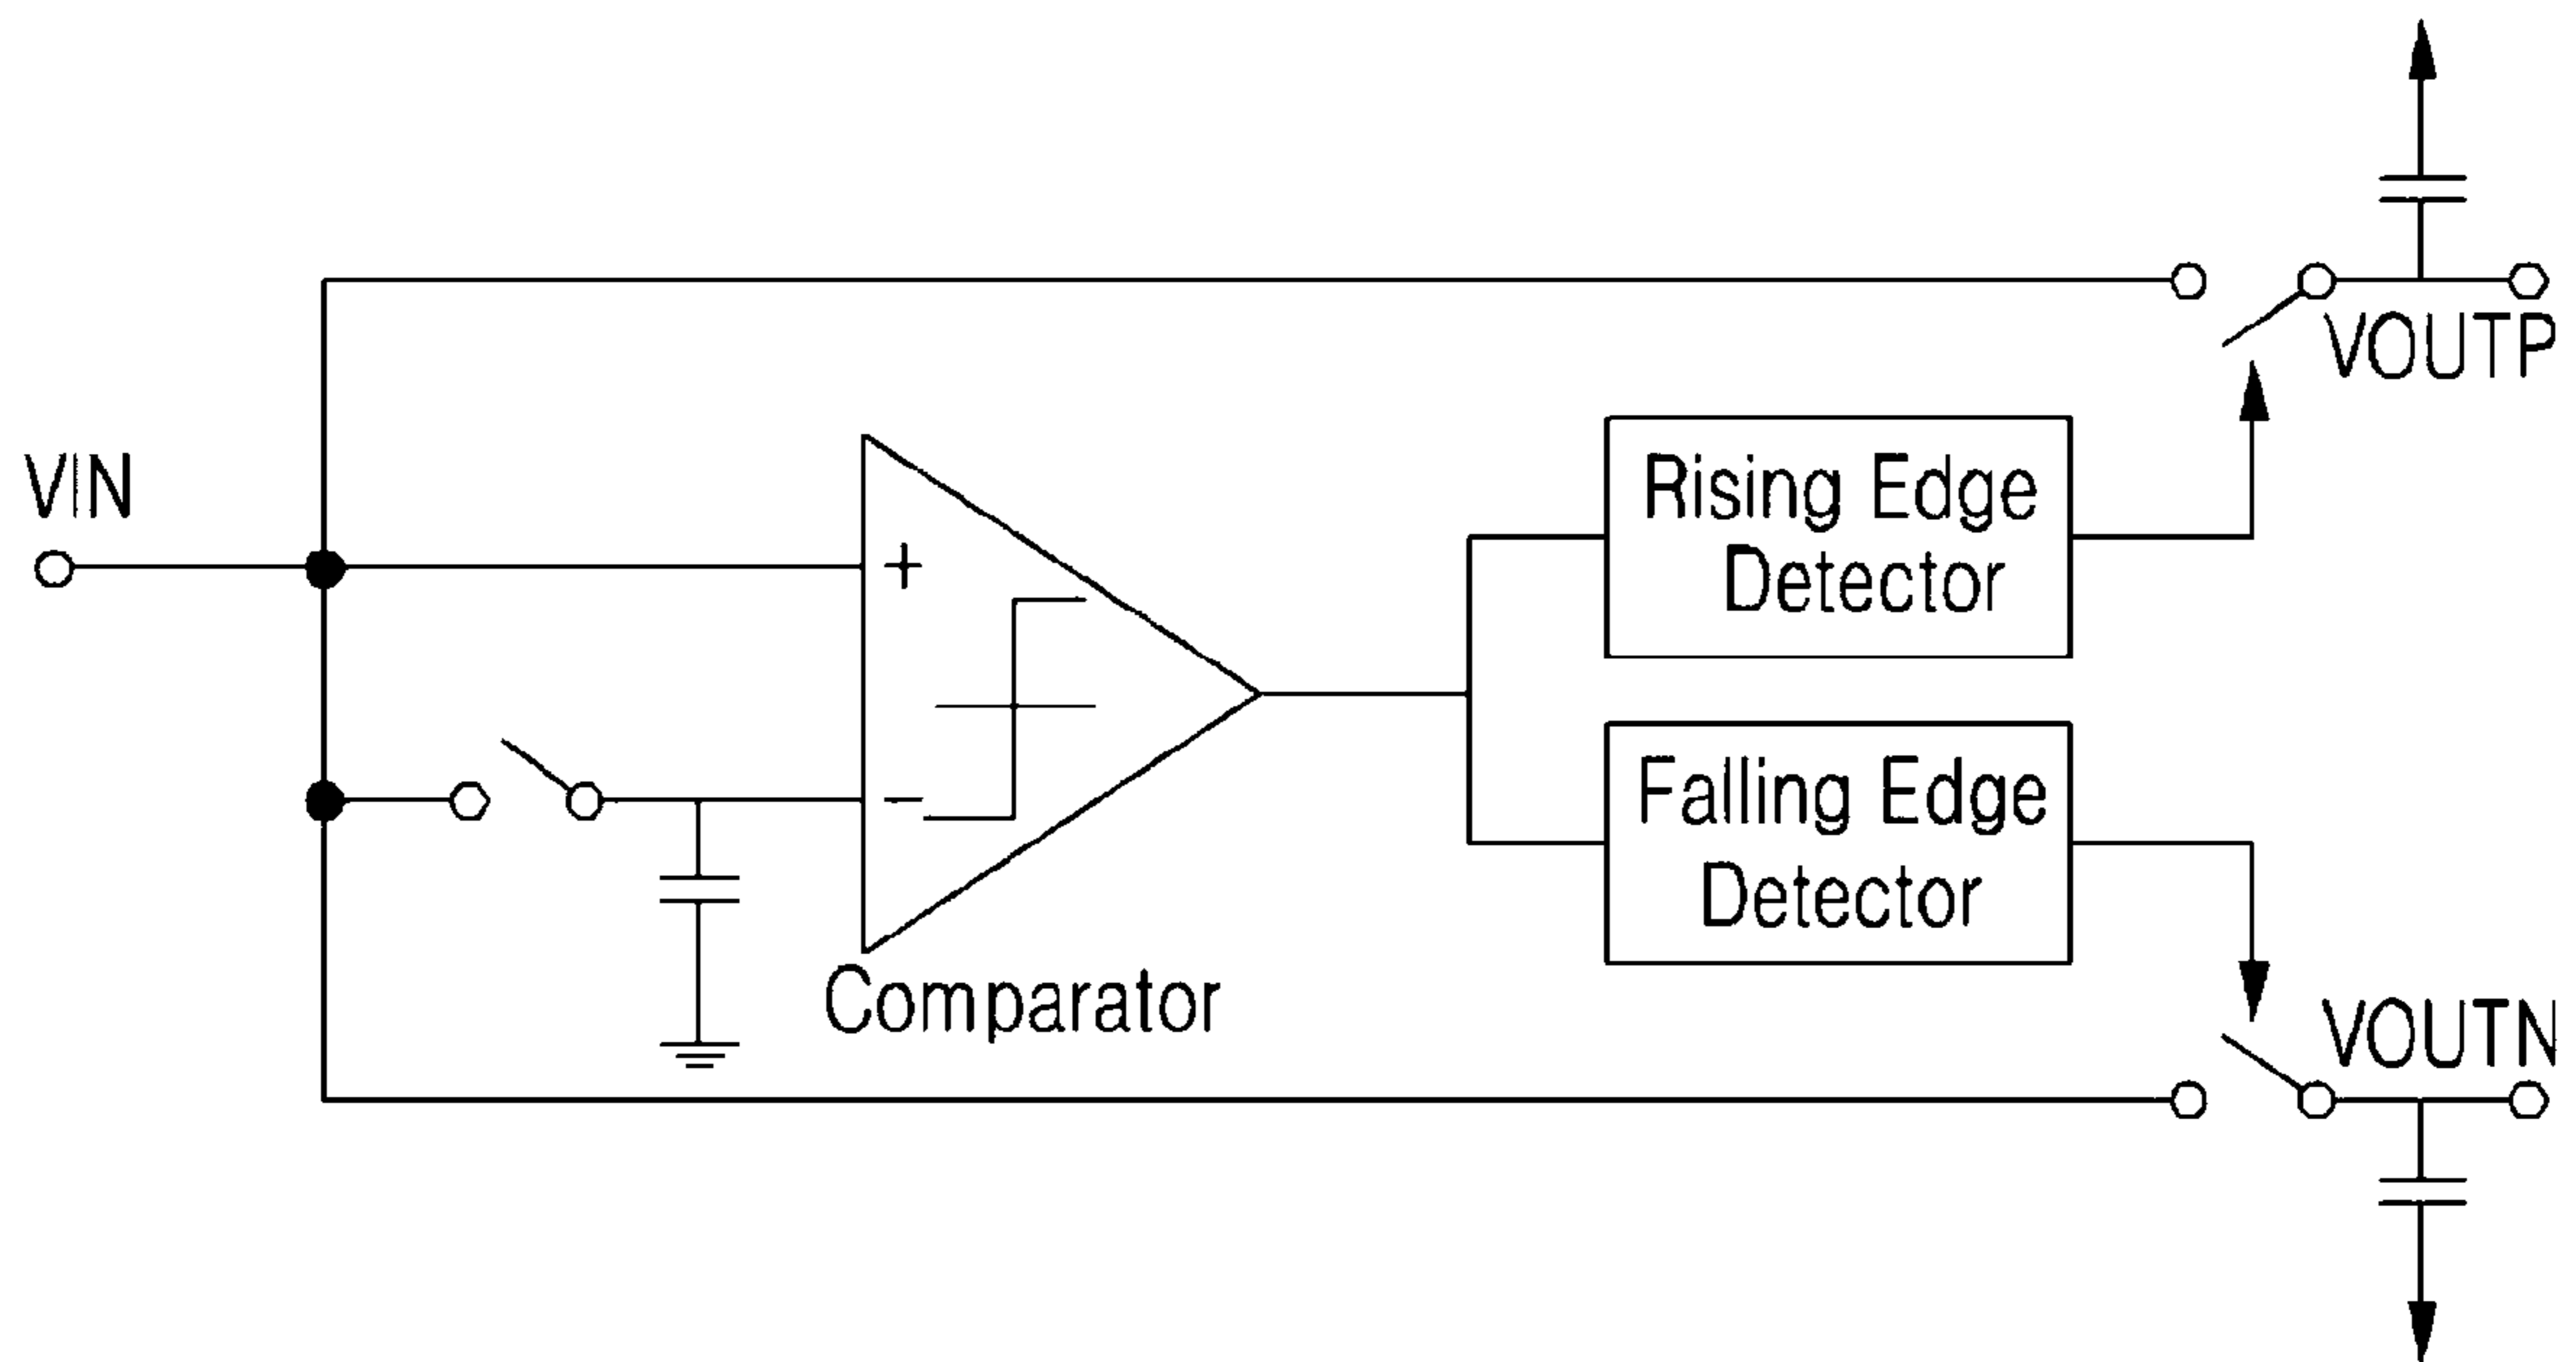 VIN
+
−
Comparator
Rising Edge
Detector
Falling Edge
Detector
VOUTP
VOUTN